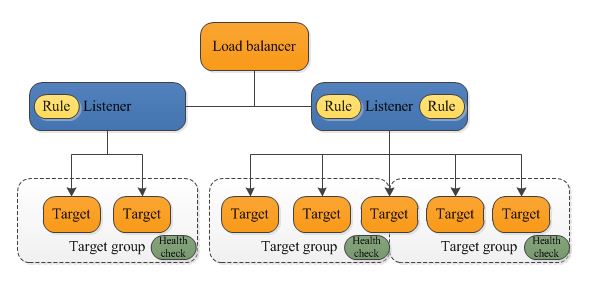 Load balancer
Rule Listener
Rule Listener Rule
Target Target
Target Target Target Target Target
Target group Health check
Target group Health check
Target group Health check